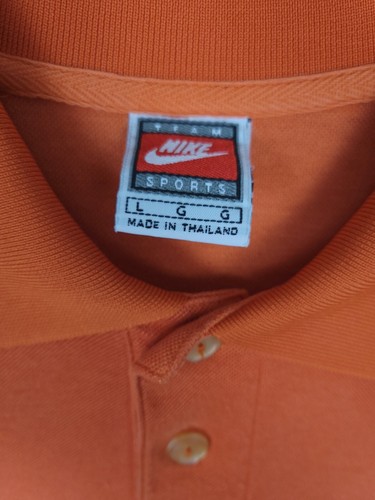 TEAM
NIKE
SPORTS
L G G
MADE IN THAILAND